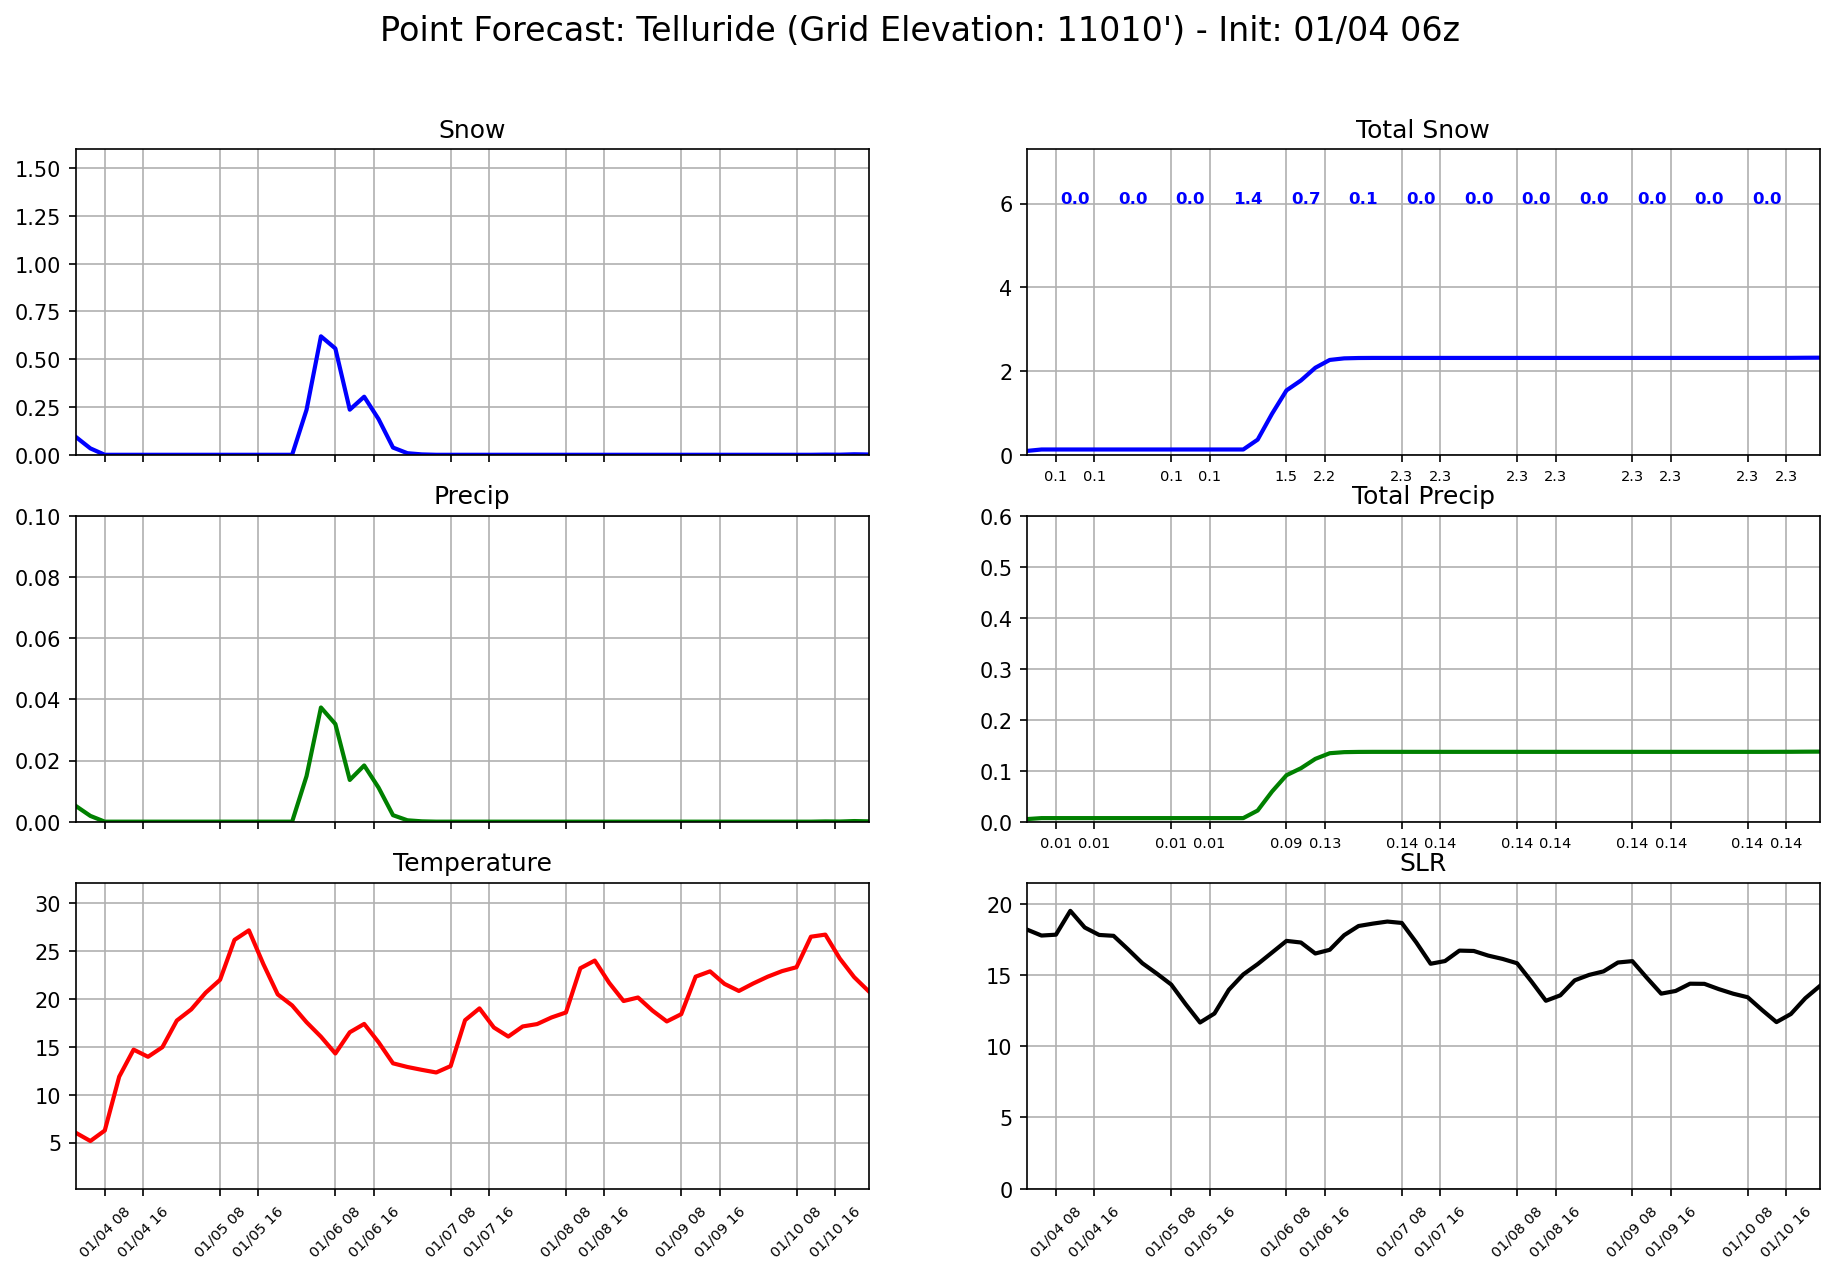 Point Forecast: Telluride (Grid Elevation: 11010') - Init: 01/04 06z
Snow
1.50
1.25
1.00
0.75
0.50
0.25
0.00
Total Snow
0.0 0.0 0.0 1.4 0.7 0.1 0.0 0.0 0.0 0.0 0.0 0.0 0.0
6
4
2
0
0.1 0.1 0.1 0.1 1.5 2.2 2.3 2.3 2.3 2.3 2.3 2.3 2.3 2.3
Precip
0.10
0.08
0.06
0.04
0.02
0.00
Total Precip
0.6
0.5
0.4
0.3
0.2
0.1
0.0
0.01 0.01 0.01 0.01 0.09 0.13 0.14 0.14 0.14 0.14 0.14 0.14 0.14 0.14
Temperature
30
25
20
15
10
5
01/04 08 01/04 16 01/05 08 01/05 16 01/06 08 01/06 16 01/07 08 01/07 16 01/08 08 01/08 16 01/09 08 01/09 16 01/10 08 01/10 16
SLR
20
15
10
5
0
01/04 08 01/04 16 01/05 08 01/05 16 01/06 08 01/06 16 01/07 08 01/07 16 01/08 08 01/08 16 01/09 08 01/09 16 01/10 08 01/10 16